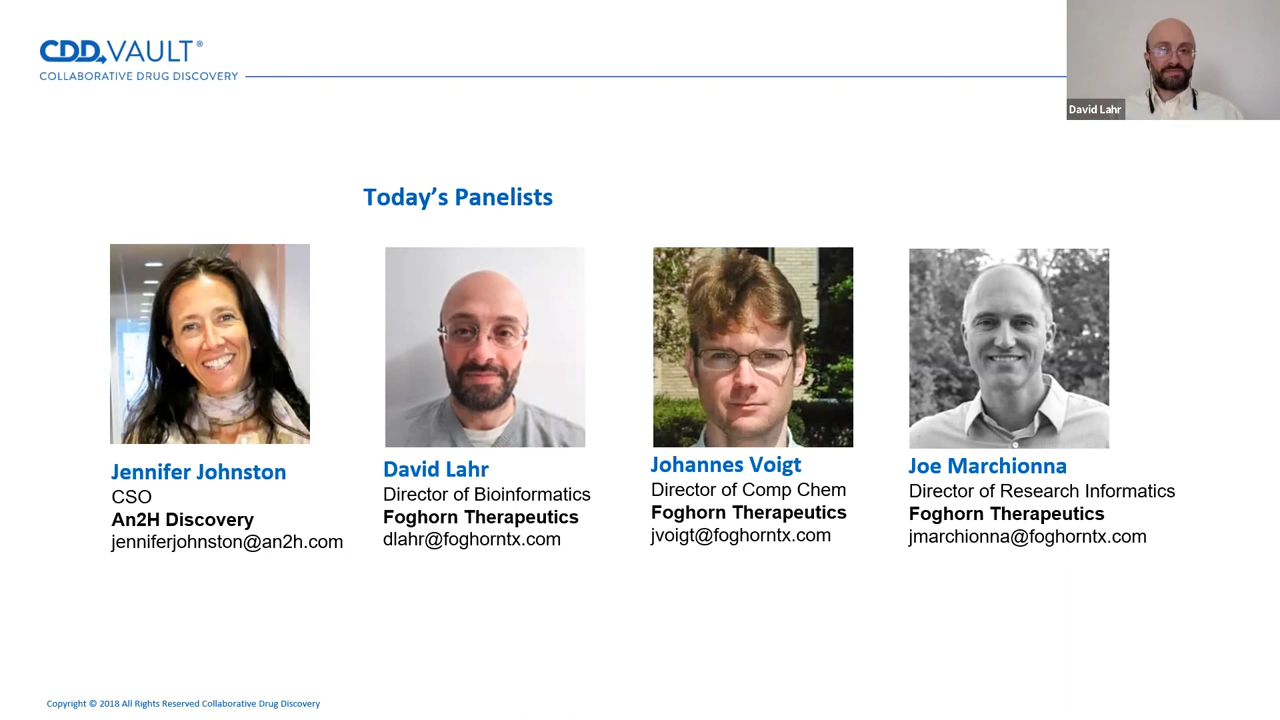 CDD VAULT®
COLLABORATIVE DRUG DISCOVERY
David Lahr
Today's Panelists
Jennifer Johnston
CSO
An2H Discovery
jenniferjohnston@an2h.com
David Lahr
Director of Bioinformatics
Foghorn Therapeutics
dlahr@foghorntx.com
Johannes Voigt
Director of Comp Chem
Foghorn Therapeutics
jvoigt@foghorntx.com
Joe Marchionna
Director of Research Informatics
Foghorn Therapeutics
jmarchionna@foghorntx.com
Copyright © 2018 All Rights Reserved Collaborative Drug Discovery